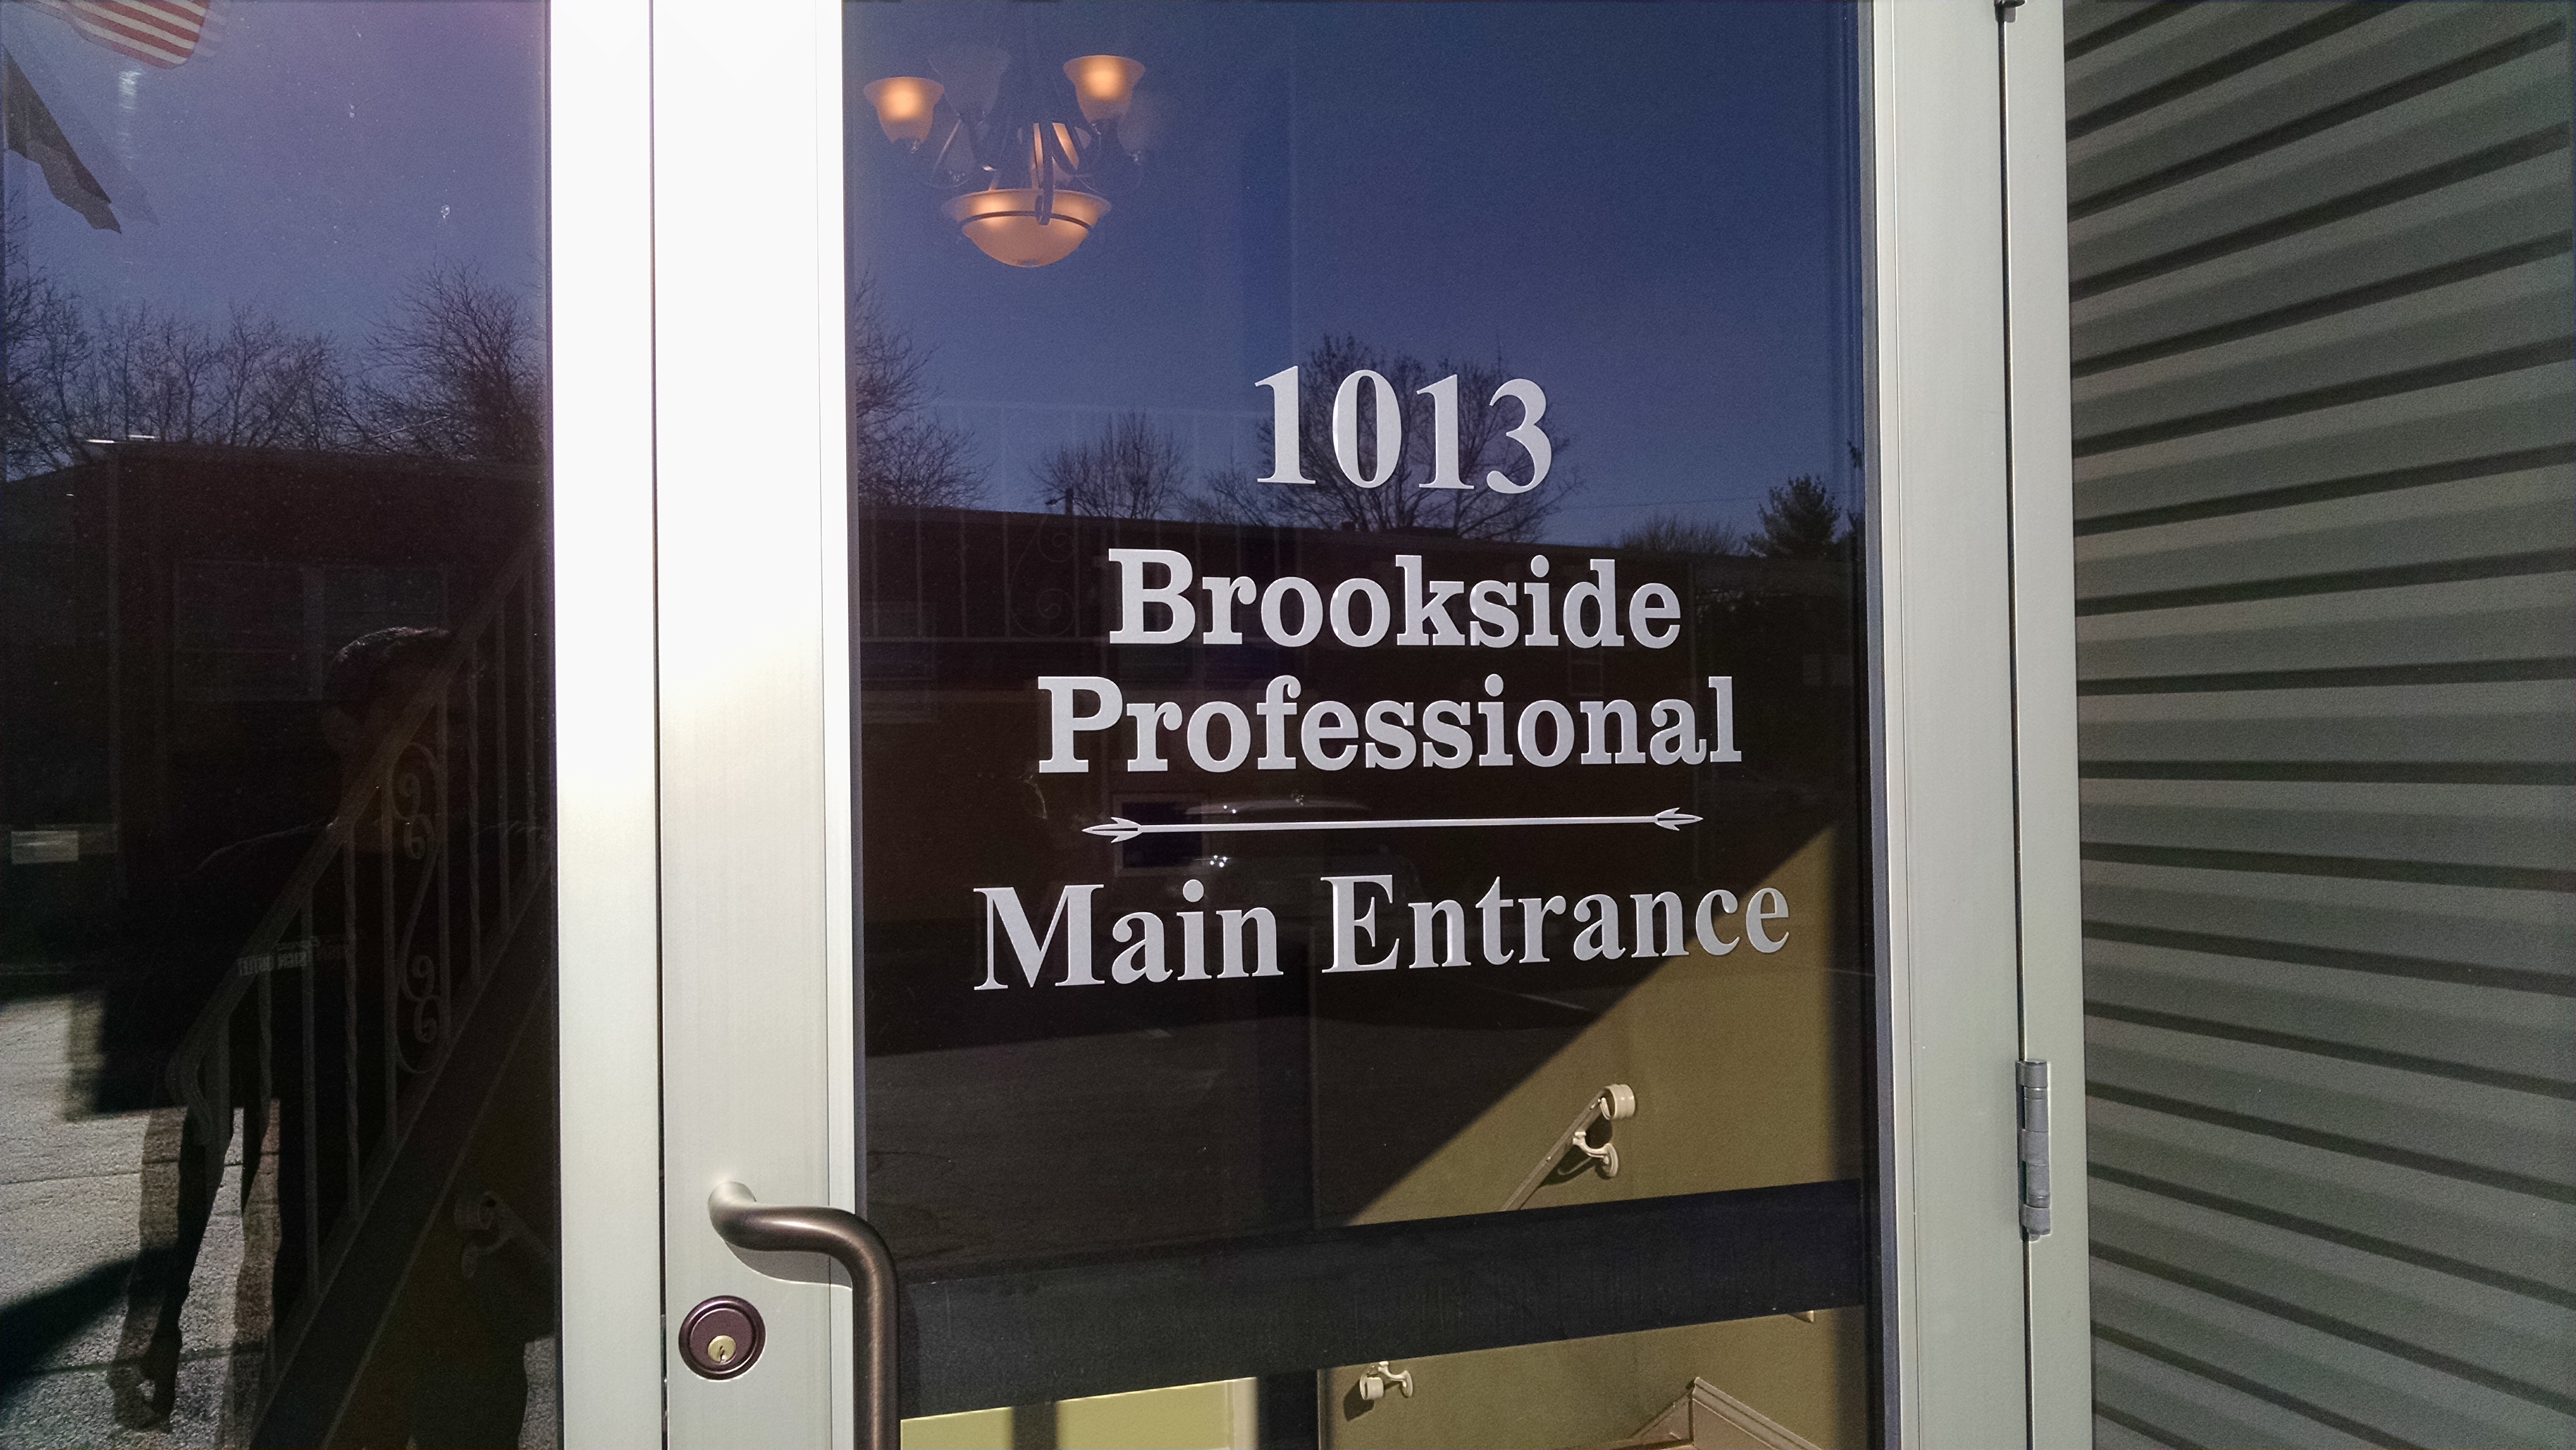 1013
Brookside
Professional
Main Entrance